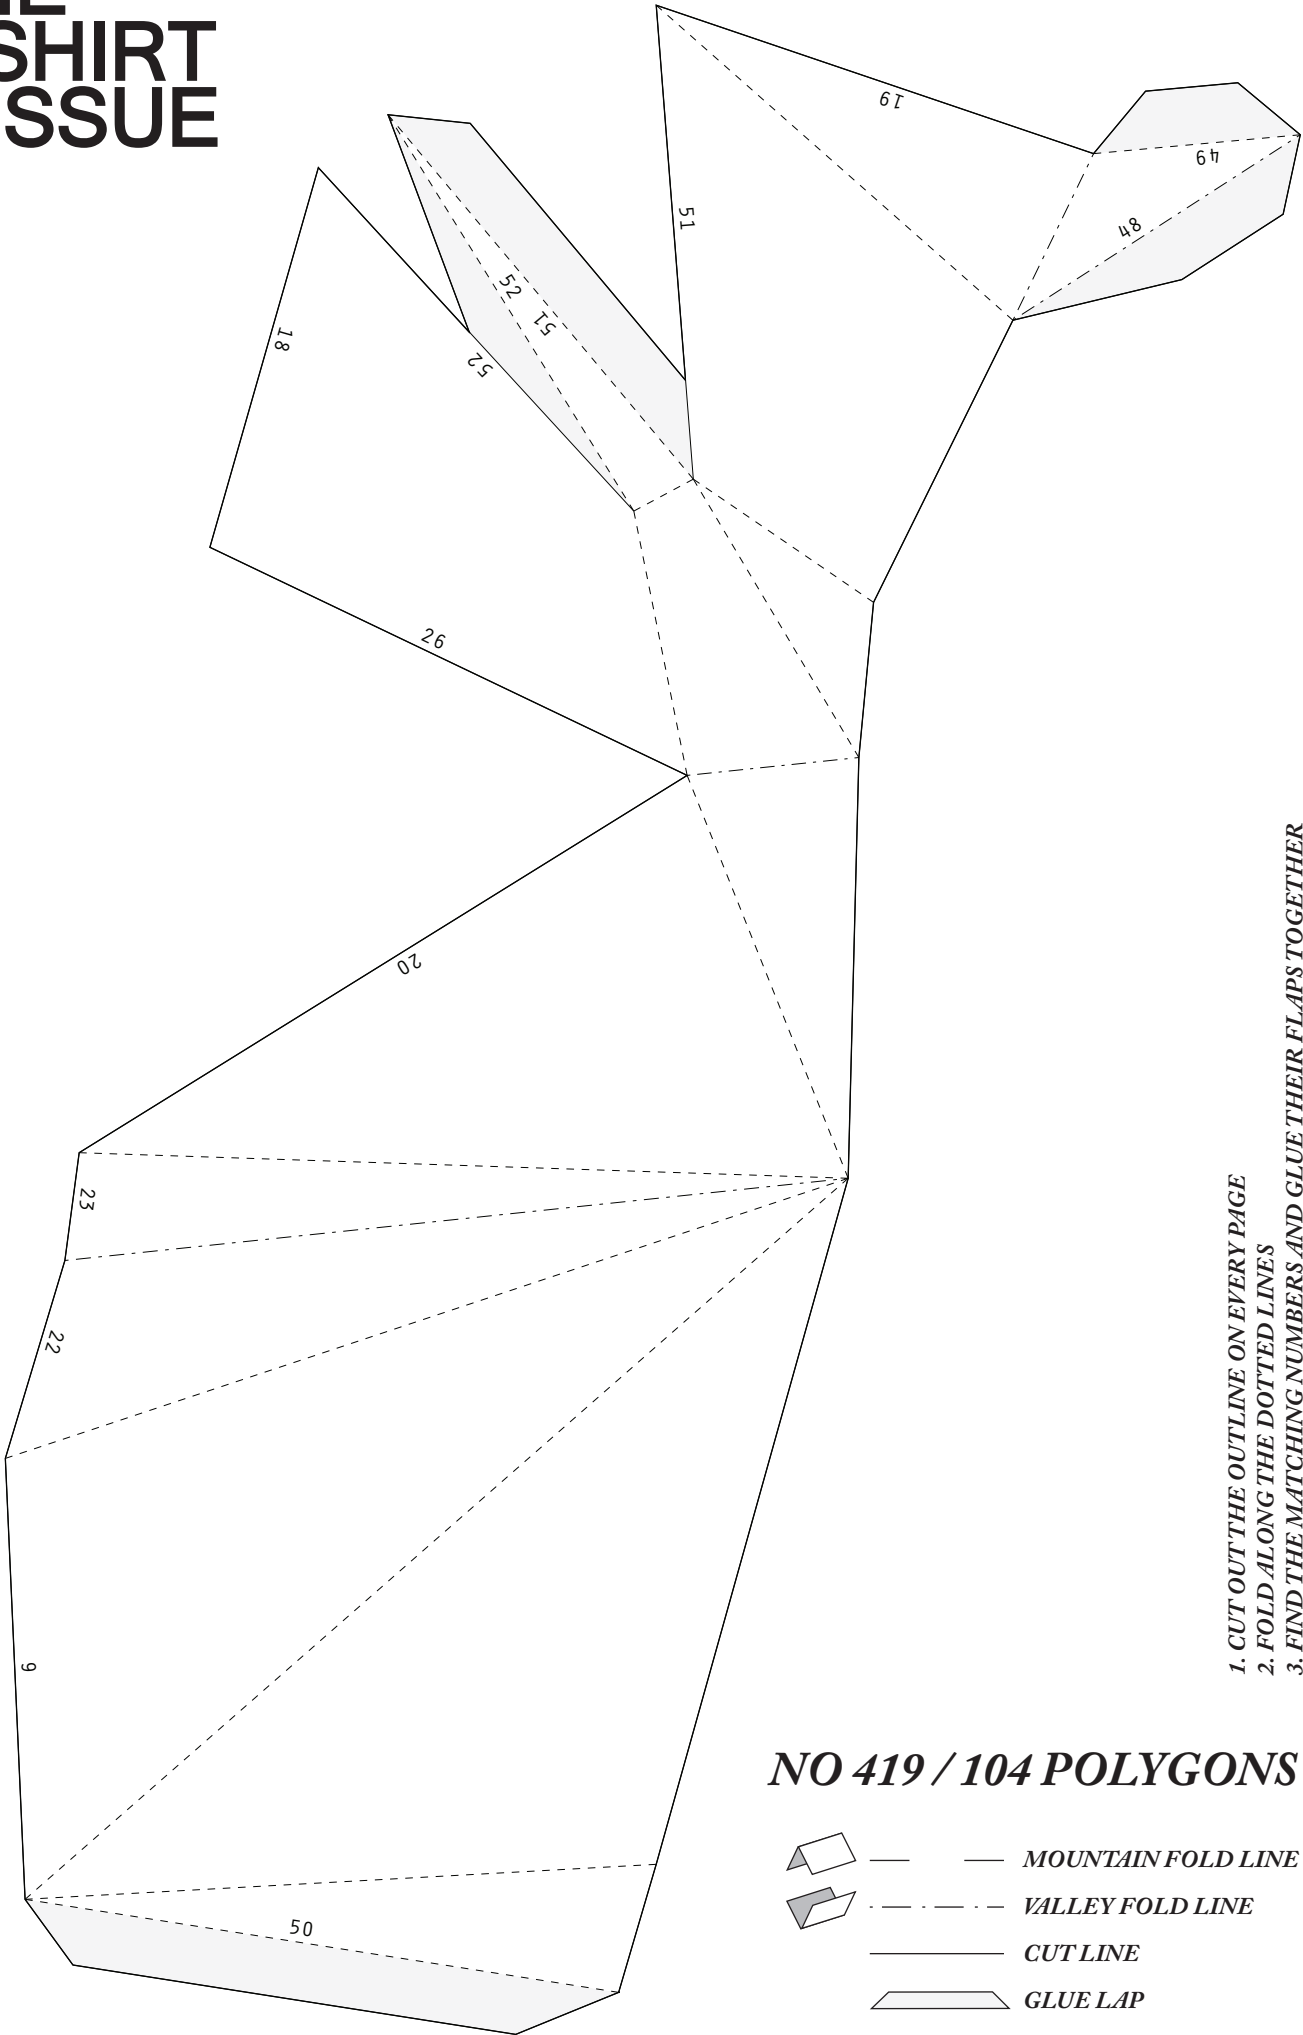 SHIRT
SSUE
19
49
48
51
52
51
52
18
26
20
23
22
9
50
1. CUT OUT THE OUTLINE ON EVERY PAGE
2. FOLD ALONG THE DOTTED LINES
3. FIND THE MATCHING NUMBERS AND GLUE THEIR FLAPS TOGETHER
NO 419 / 104 POLYGONS
MOUNTAIN FOLD LINE
VALLEY FOLD LINE
CUT LINE
GLUE LAP